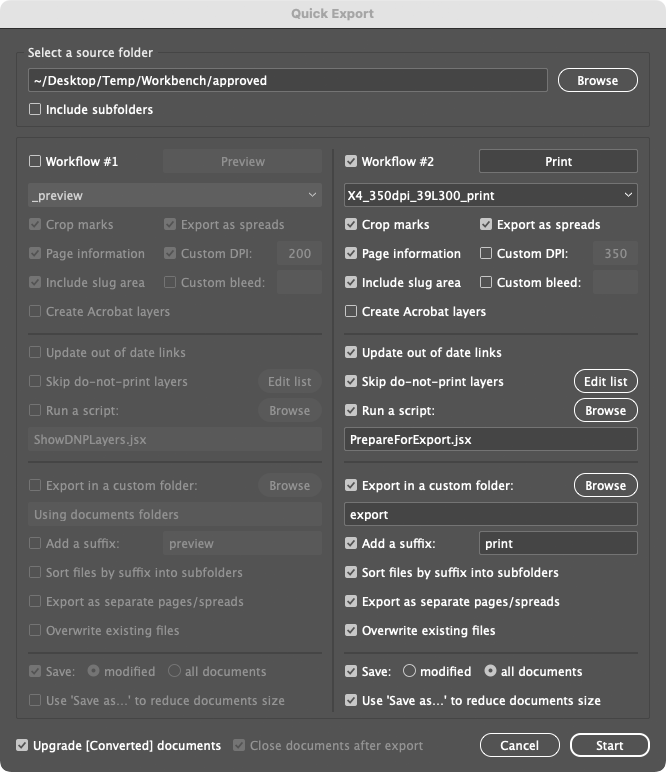 Quick Export
Select a source folder
~/Desktop/Temp/Workbench/approved Browse
Include subfolders
Workflow #1 Preview
_preview
Crop marks Export as spreads
Page information Custom DPI: 200
Include slug area Custom bleed:
Create Acrobat layers
Update out of date links
Skip do-not-print layers Edit list
Run a script: Browse
ShowDNPLayers.jsx
Export in a custom folder: Browse
Using documents folders
Add a suffix: preview
Sort files by suffix into subfolders
Export as separate pages/spreads
Overwrite existing files
Save: modified all documents
Use 'Save as...' to reduce documents size
Workflow #2 Print
X4_350dpi_39L300_print
Crop marks Export as spreads
Page information Custom DPI: 350
Include slug area Custom bleed:
Create Acrobat layers
Update out of date links
Skip do-not-print layers Edit list
Run a script: Browse
PrepareForExport.jsx
Export in a custom folder: Browse
export
Add a suffix: print
Sort files by suffix into subfolders
Export as separate pages/spreads
Overwrite existing files
Save: modified all documents
Use 'Save as...' to reduce documents size
Upgrade [Converted] documents Close documents after export Cancel Start